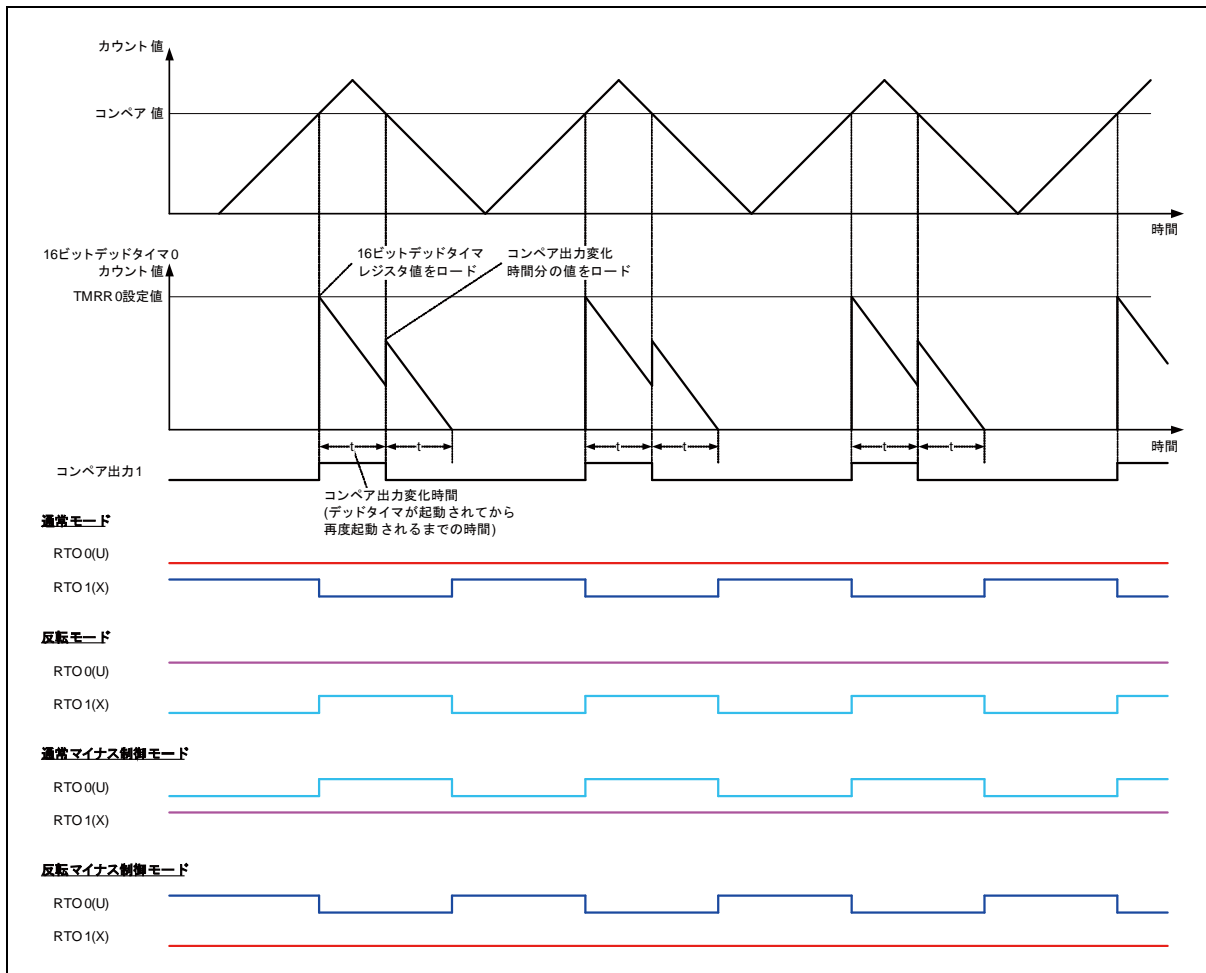 カウント値
コンペア 値
時間
16ビットデッドタイマ0
カウント値
16ビットデッドタイマ
レジスタ値をロード
コンペア出力変化
時間分の値をロード
TMRR0設定値
時間
t t t t t t
コンペア出力1
コンペア出力変化時間
(デッドタイマが起動されてから
再度起動されるまでの時間)
通常モード
RTO0(U)
RTO1(X)
反転モード
RTO0(U)
RTO1(X)
通常マイナス制御モード
RTO0(U)
RTO1(X)
反転マイナス制御モード
RTO0(U)
RTO1(X)